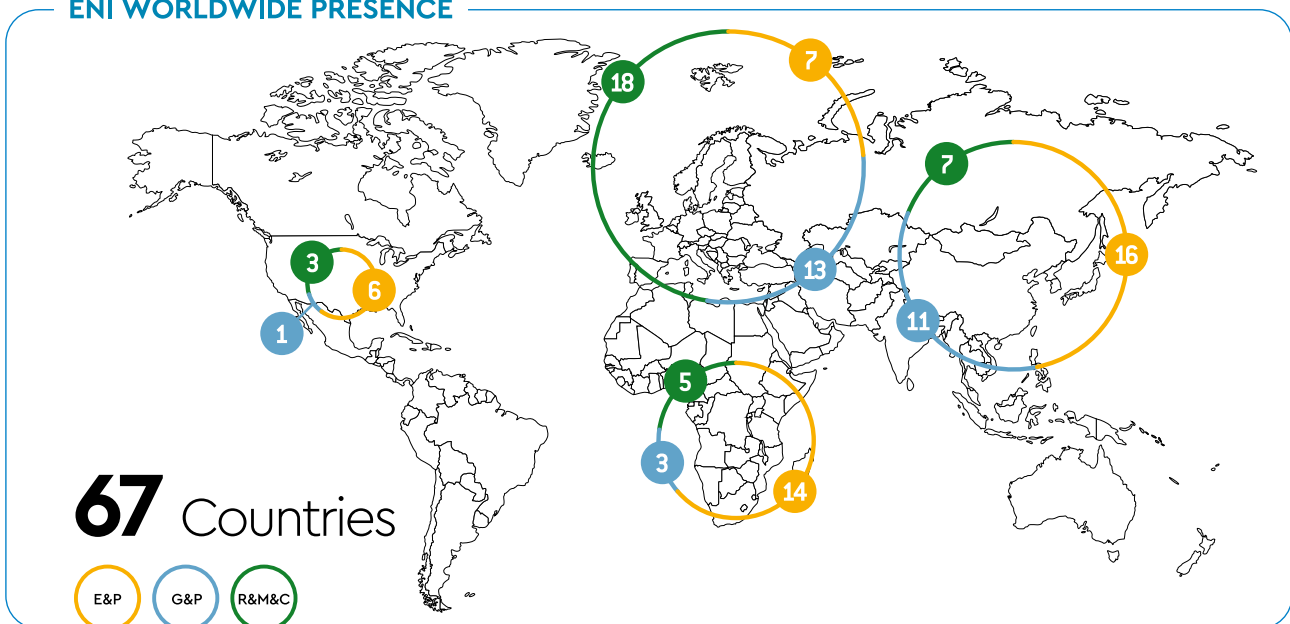 ENI WORLDWIDE PRESENCE
18
7
7
3
6
1
13
16
11
5
3
14
67 Countries
E&P
G&P
R&M&C